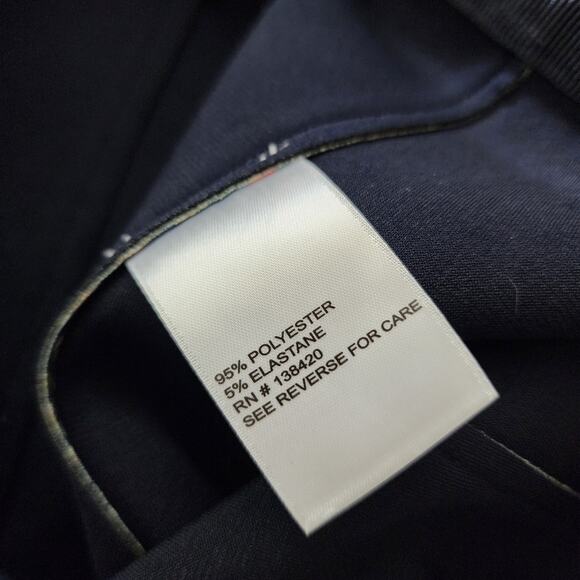 95% POLYESTER
5% ELASTANE
RN # 138420
SEE REVERSE FOR CARE